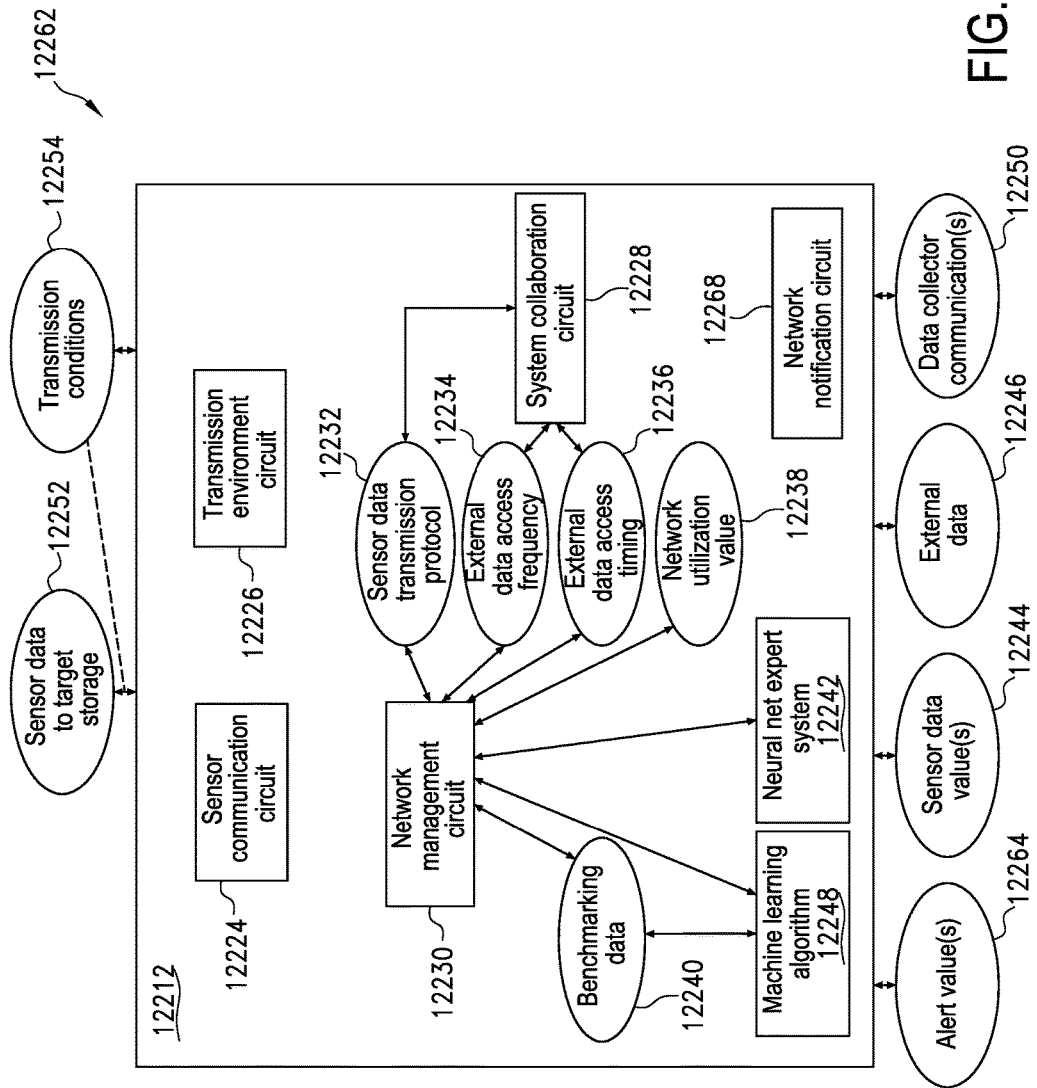 12262
12254
Transmission
conditions
12252
Sensor data
to target
storage
12212
Transmission
environment
circuit
12226
Sensor
communication
circuit
12224
12232
Sensor data
transmission
protocol
12234
External
data access
frequency
System collaboration
circuit
12228
External
data access
timing
12236
Network
utilization
value
12238
Network
management
circuit
12230
Benchmarking
data
12240
Machine learning
algorithm
12248
Neural net expert
system
12242
Network
notification circuit
12268
Alert value(s)
12264
Sensor data
value(s)
12244
External
data
12246
Data collector
communication(s)
12250
FIG.